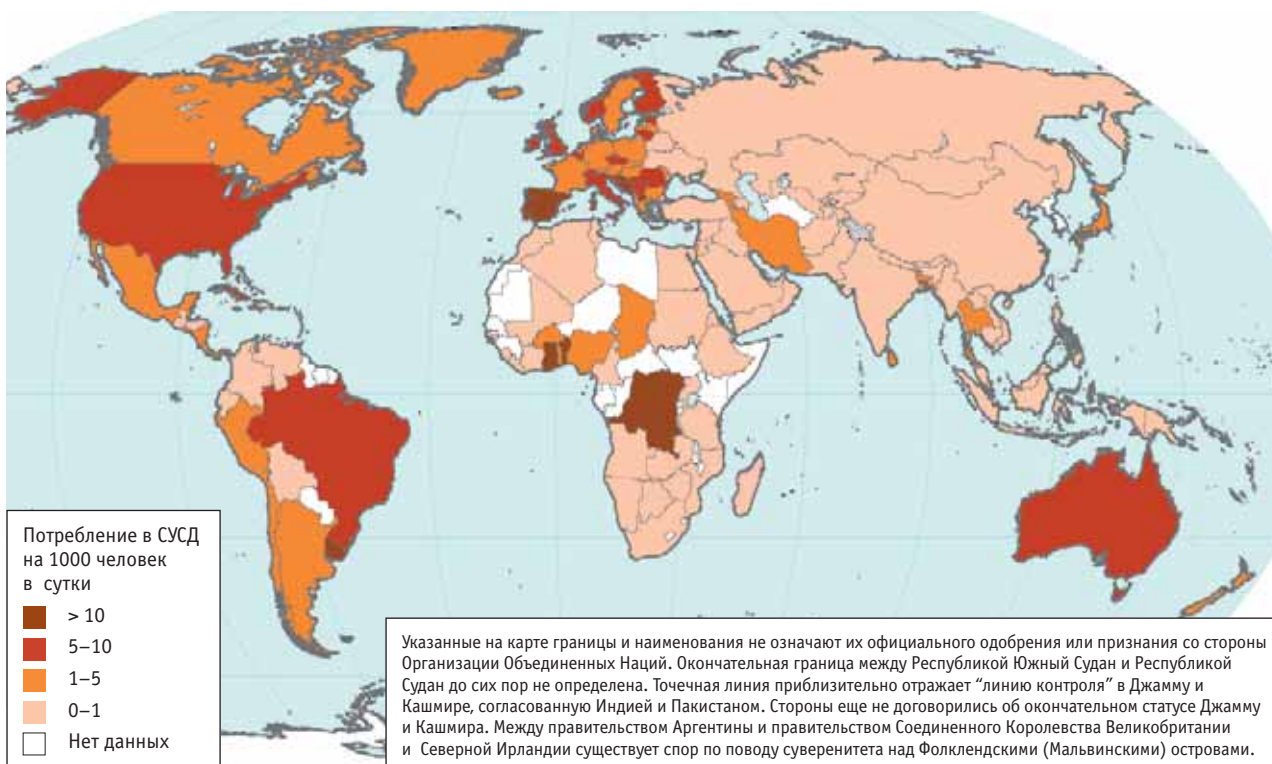 Потребление в СУСД
на 1000 человек
в сутки
> 10
5–10
1–5
0–1
Нет данных
Указанные на карте границы и наименования не означают их официального одобрения или признания со стороны
Организации Объединенных Наций. Окончательная граница между Республикой Южный Судан и Республикой
Судан до сих пор не определена. Точечная линия приблизительно отражает “линию контроля” в Джамму и
Кашмире, согласованную Индией и Пакистаном. Стороны еще не договорились об окончательном статусе Джамму
и Кашмира. Между правительством Аргентины и правительством Соединенного Королевства Великобритании
и Северной Ирландии существует спор по поводу суверенитета над Фолклендскими (Мальвинскими) островами.